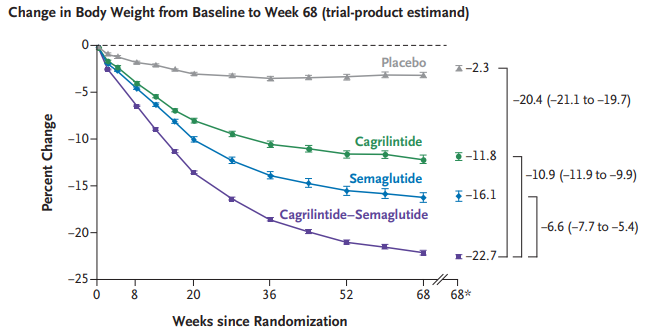 Change in Body Weight from Baseline to Week 68 (trial-product estimand)
0
−5
−10
−15
−20
−25
Percent Change
Placebo
Cagrilintide
Semaglutide
Cagrilintide–Semaglutide
−2.3
−11.8
−16.1
−22.7
−20.4 (−21.1 to −19.7)
−10.9 (−11.9 to −9.9)
−6.6 (−7.7 to −5.4)
0 8 20 36 52 68 68*
Weeks since Randomization